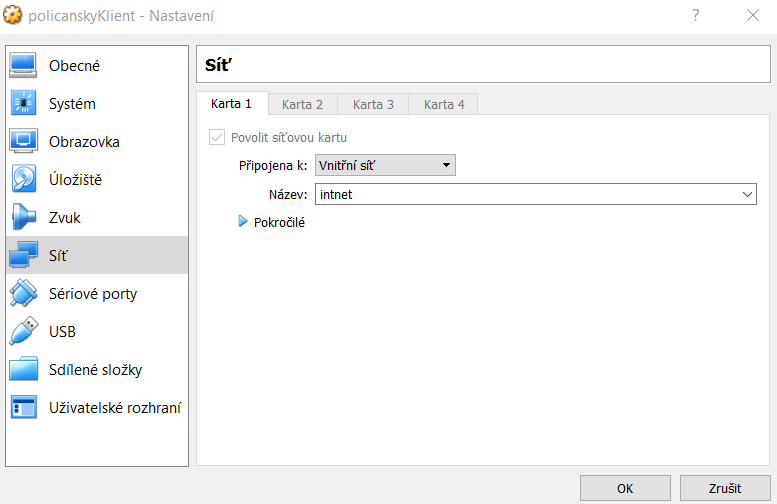 policanskyKlient - Nastavení
?
Obecné
Systém
Obrazovka
Úložiště
Zvuk
Síť
Sériové porty
USB
Sdílené složky
Uživatelské rozhraní
Síť
Karta 1 Karta 2 Karta 3 Karta 4
Povolit síťovou kartu
Připojena k: Vnitřní síť
Název: intnet
Pokročilé
OK Zrušit